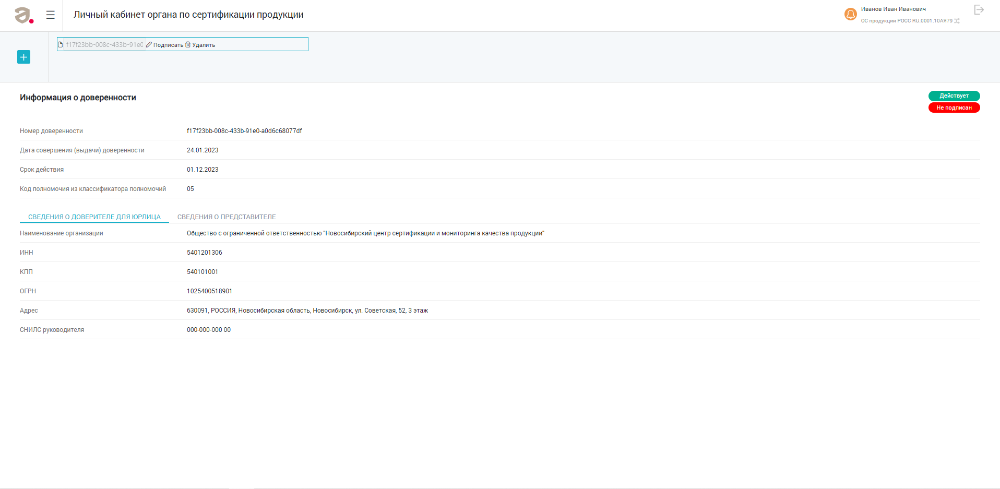 Личный кабинет органа по сертификации продукции
Иванов Иван Иванович
ОС продукции РОСС RU.0001.10АЯ79
f17f23bb-008c-433b-91e0 Подписать Удалить
Информация о доверенности
Действует
Не подписан
Номер доверенности f17f23bb-008c-433b-91e0-a0d6c68077df
Дата совершения (выдачи) доверенности 24.01.2023
Срок действия 01.12.2023
Код полномочия из классификатора полномочий 05
СВЕДЕНИЯ О ДОВЕРИТЕЛЕ ДЛЯ ЮРЛИЦА СВЕДЕНИЯ О ПРЕДСТАВИТЕЛЕ
Наименование организации Общество с ограниченной ответственностью "Новосибирский центр сертификации и мониторинга качества продукции"
ИНН 5401201306
КПП 540101001
ОГРН 1025400518901
Адрес 630091, РОССИЯ, Новосибирская область, Новосибирск, ул. Советская, 52, 3 этаж
СНИЛС руководителя 000-000-000 00